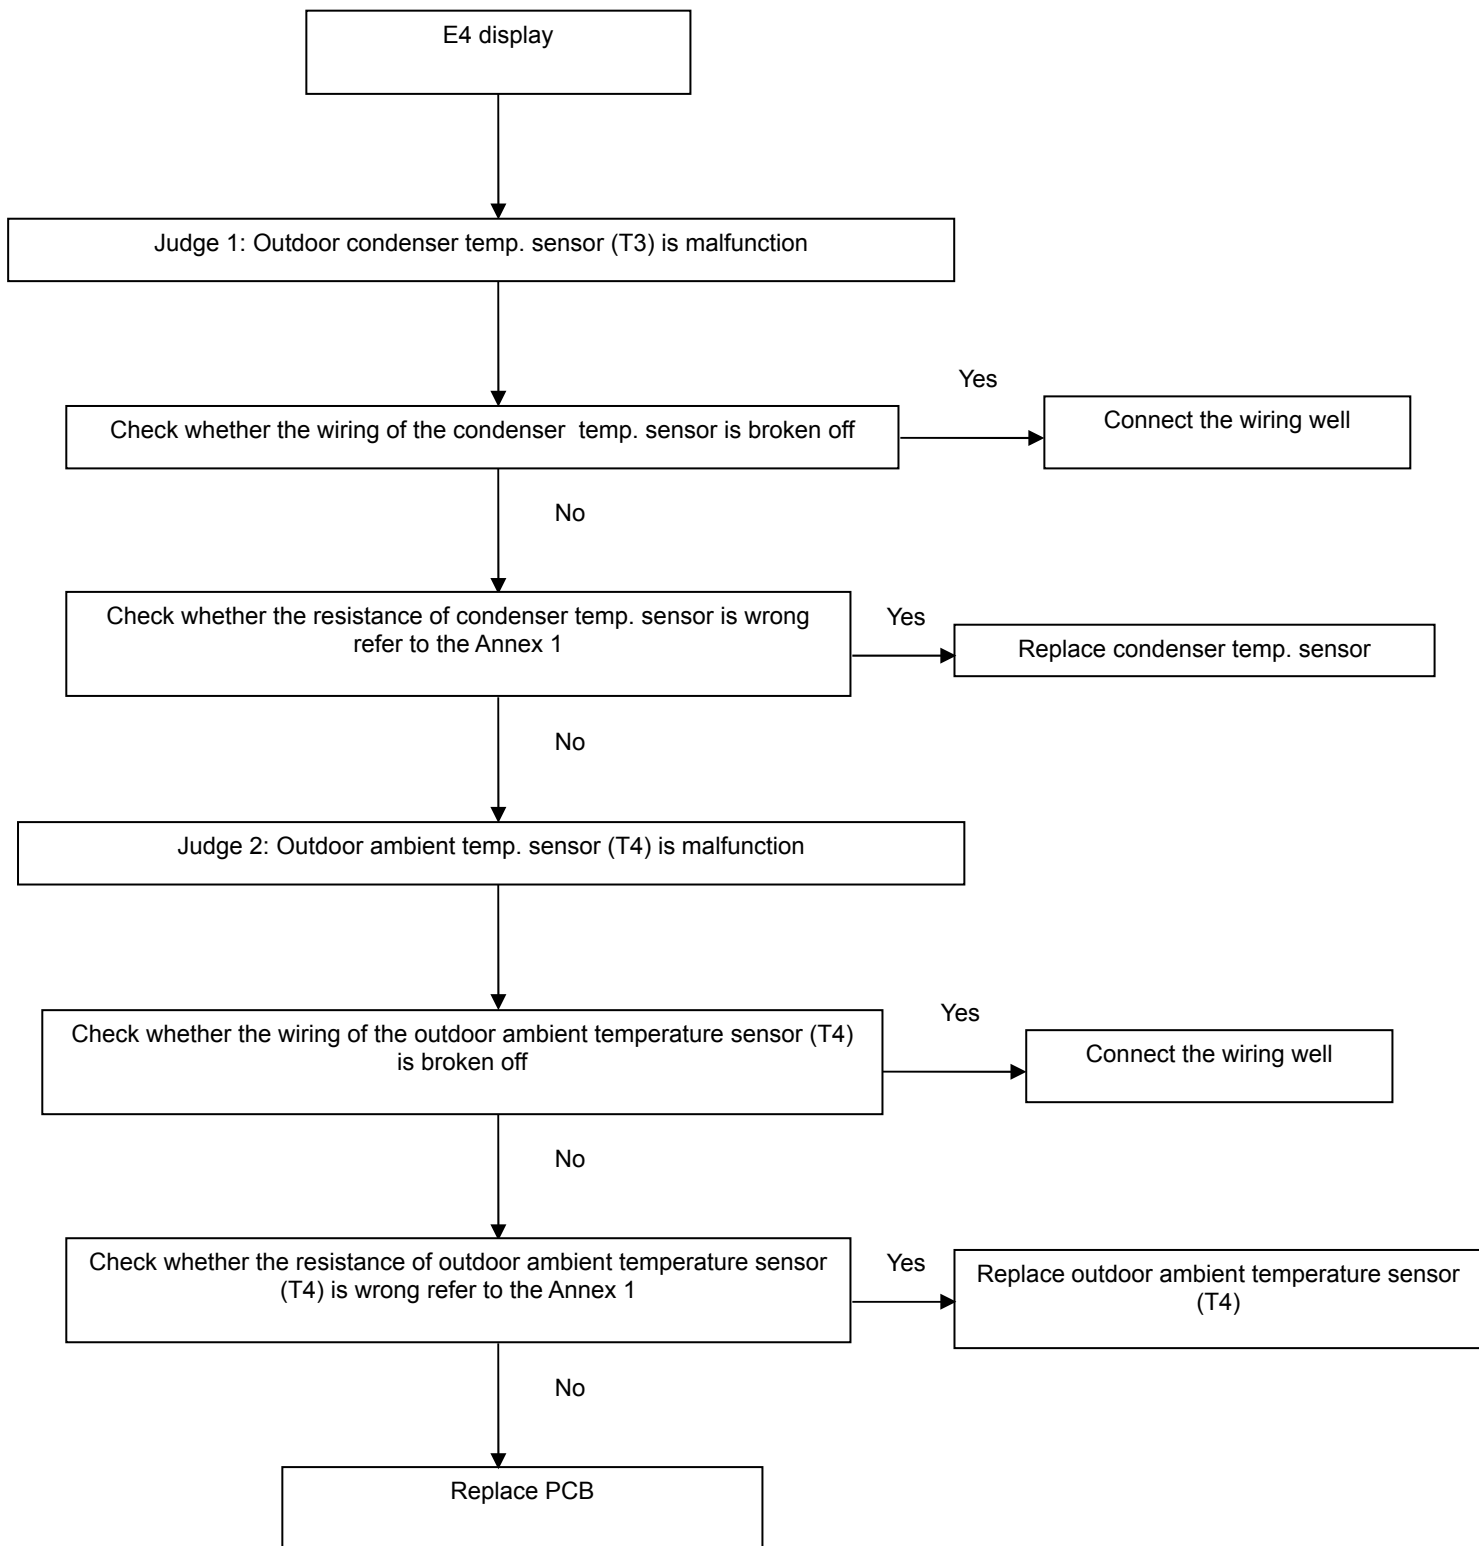 E4 display
Judge 1: Outdoor condenser temp. sensor (T3) is malfunction
Yes
Check whether the wiring of the condenser  temp. sensor is broken off
Connect the wiring well
No
Check whether the resistance of condenser temp. sensor is wrong
refer to the Annex 1
Yes
Replace condenser temp. sensor
No
Judge 2: Outdoor ambient temp. sensor (T4) is malfunction
Yes
Check whether the wiring of the outdoor ambient temperature sensor (T4)
is broken off
Connect the wiring well
No
Check whether the resistance of outdoor ambient temperature sensor
(T4) is wrong refer to the Annex 1
Yes
Replace outdoor ambient temperature sensor
(T4)
No
Replace PCB